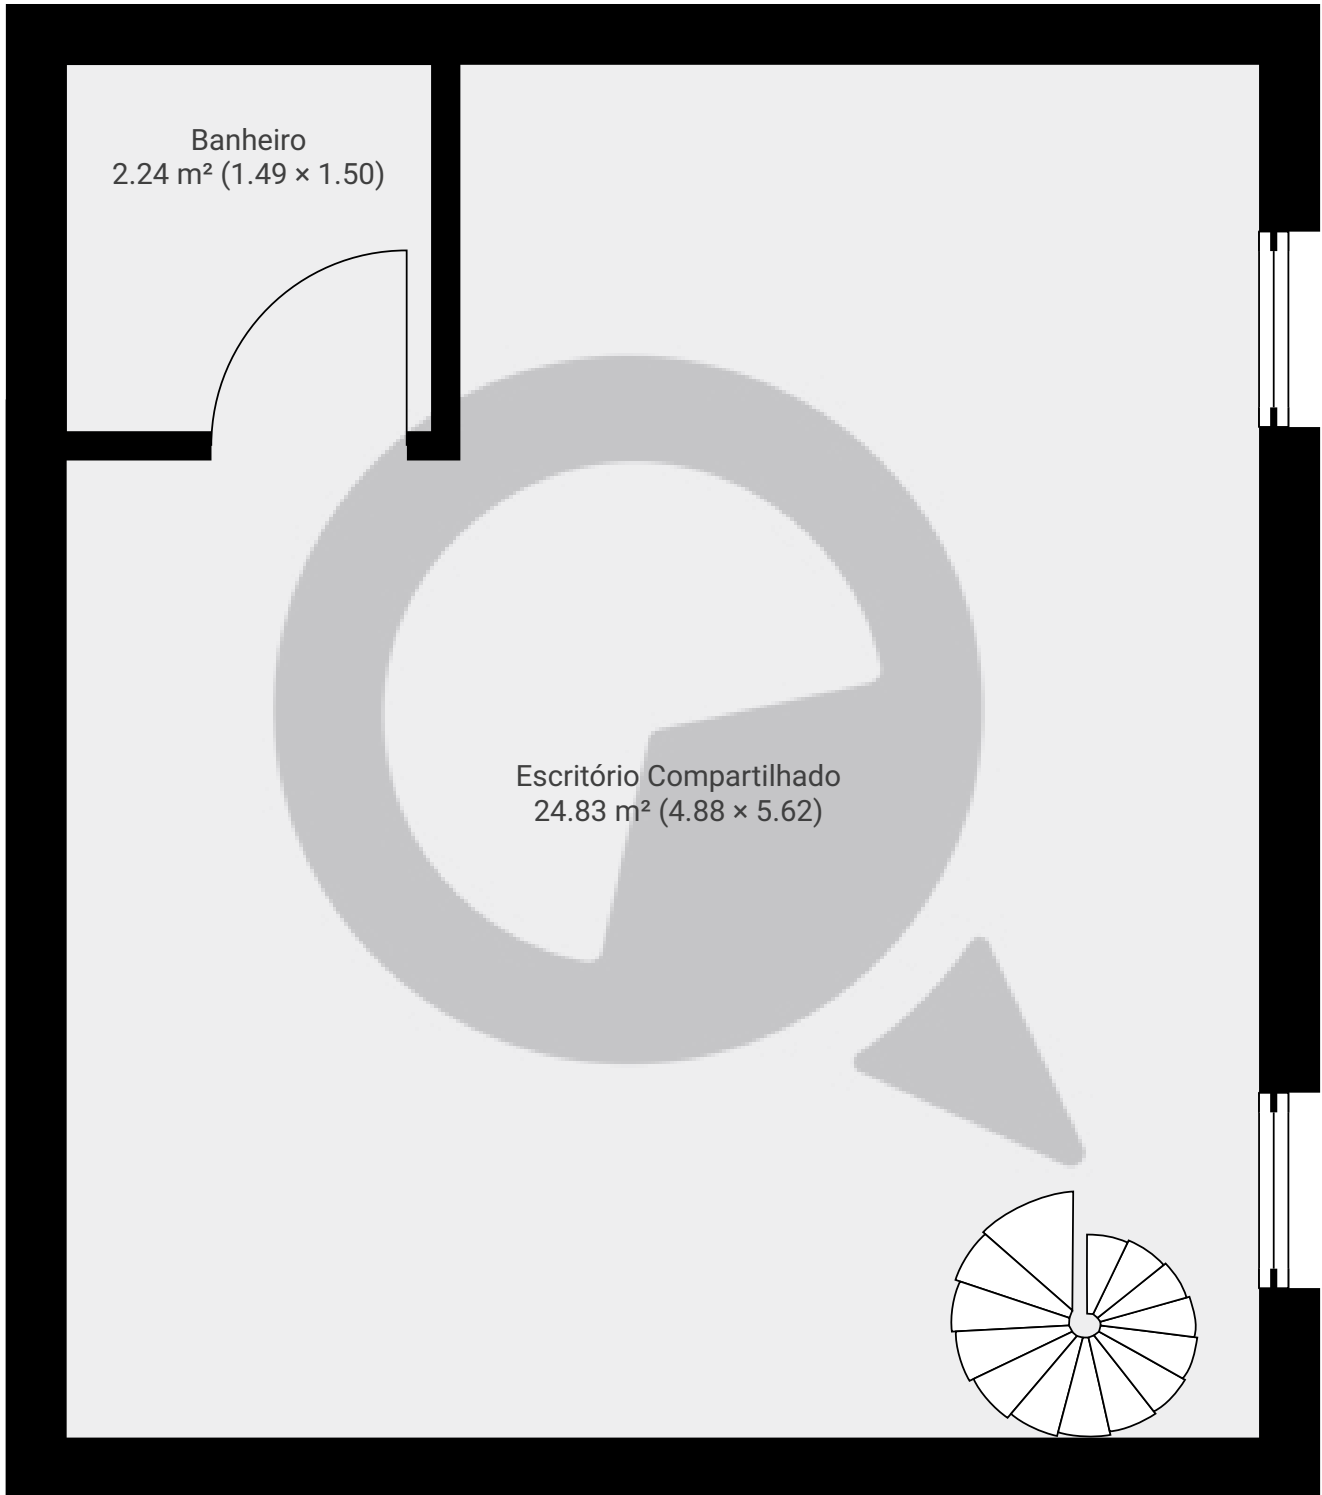 Banheiro
2.24 m² (1.49 × 1.50)
Escritório Compartilhado
24.83 m² (4.88 × 5.62)